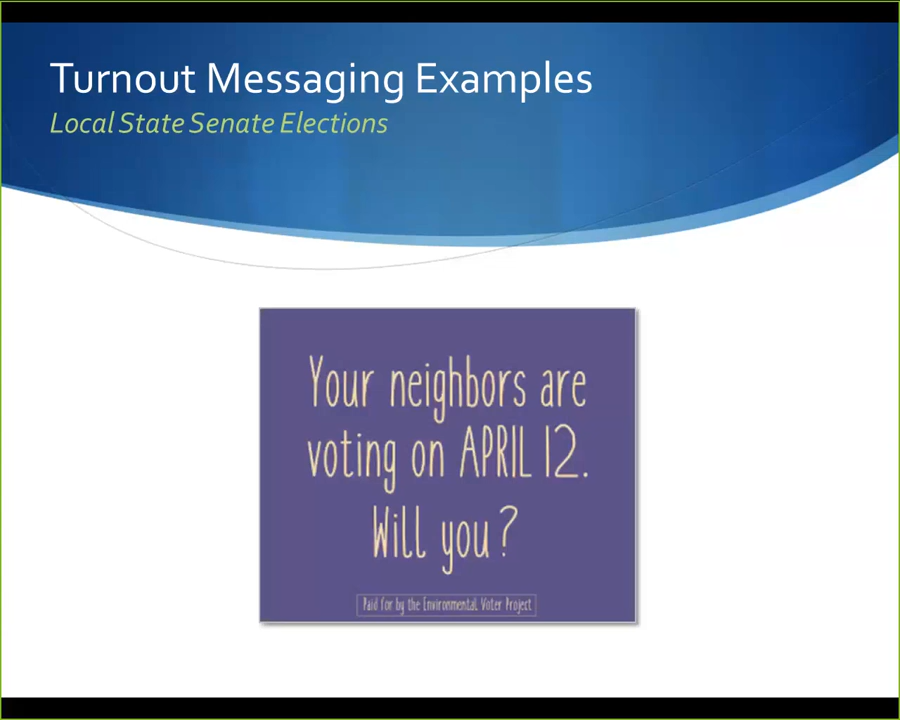 Turnout Messaging Examples
Local State Senate Elections
Your neighbors are
voting on APRIL 12.
Will you?
Paid for by the Environmental Voter Project